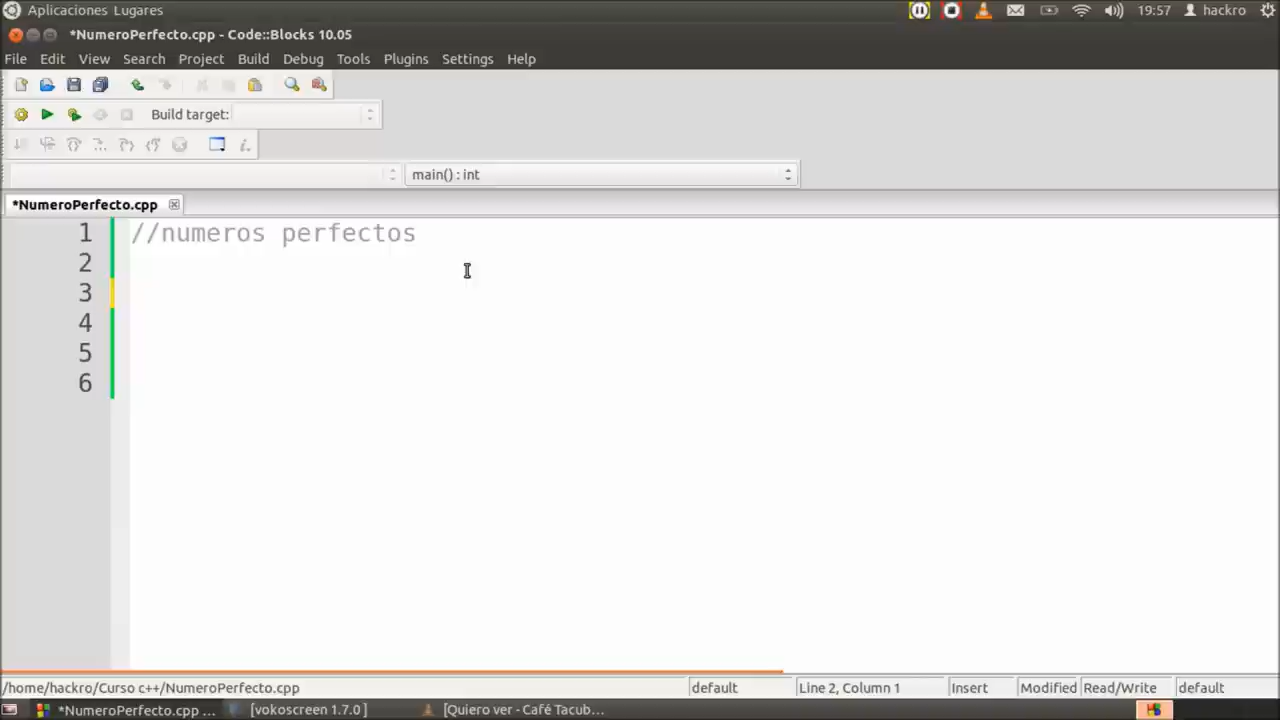 Aplicaciones Lugares 19:57 hackro
*NumeroPerfecto.cpp - Code::Blocks 10.05
File Edit View Search Project Build Debug Tools Plugins Settings Help
Build target:
main() : int
*NumeroPerfecto.cpp
1 //numeros perfectos
2
3
4
5
6
/home/hackro/Curso c++/NumeroPerfecto.cpp default Line 2, Column 1 Insert Modified Read/Write default
*NumeroPerfecto.cpp ... [vokoscreen 1.7.0 ] [Quiero ver - Café Tacub...